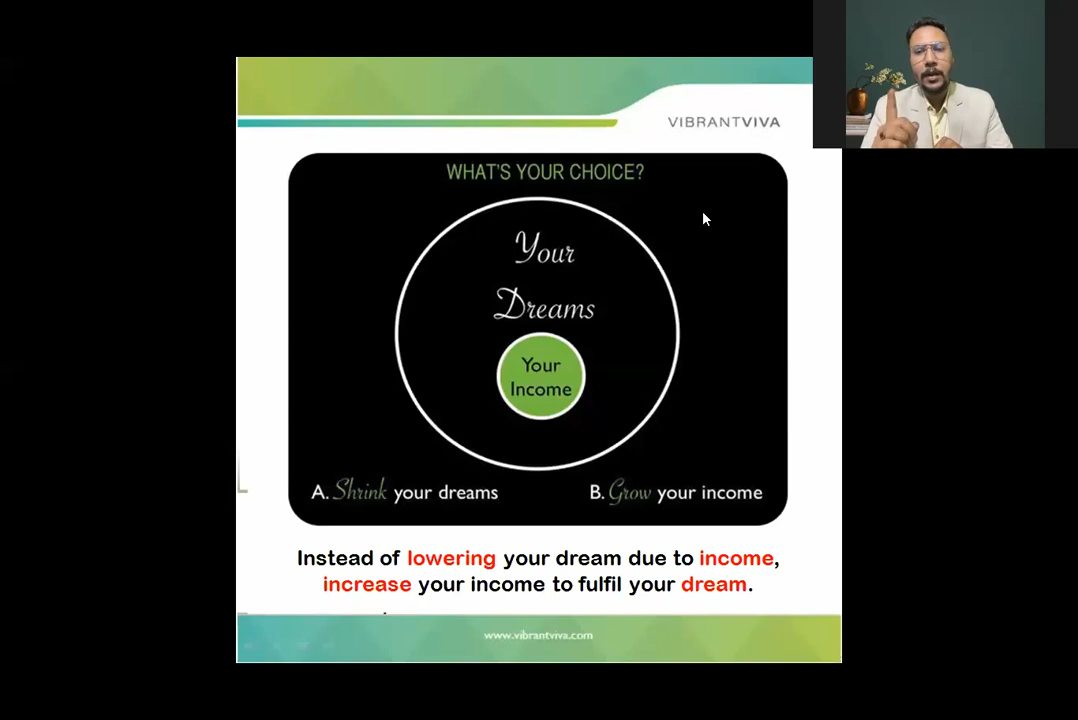 VIBRANTVIVA
WHAT'S YOUR CHOICE?
Your
Dreams
Your
Income
A. Shrink your dreams
B. Grow your income
Instead of lowering your dream due to income,
increase your income to fulfil your dream.
www.vibrantviva.com